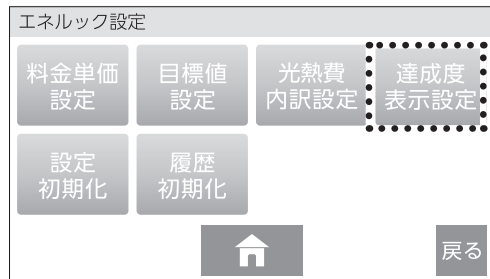 エネルック設定
料金単価
設定
目標値
設定
光熱費
内訳設定
達成度
表示設定
設定
初期化
履歴
初期化
戻る